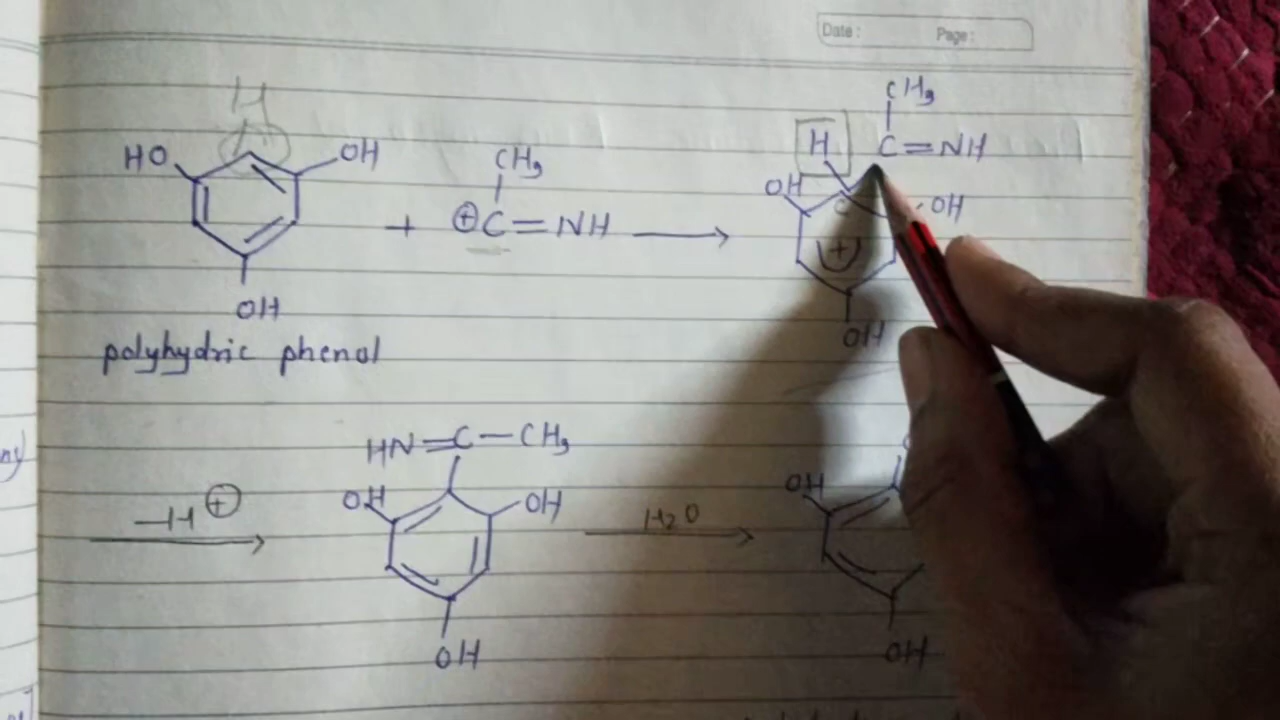 Date : Page :
H
CH3
H C=NH
HO OH CH3 OH OH
+ ⊕C=NH ⟶ (+)
OH OH
polyhydric phenol
HN=C-CH3
-H⊕ OH OH H2O OH
OH OH